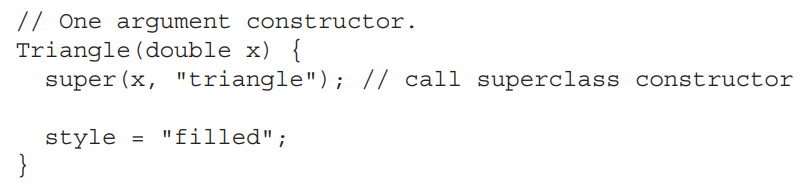 // One argument constructor.
Triangle(double x) {
  super(x, "triangle"); // call superclass constructor

  style = "filled";
}